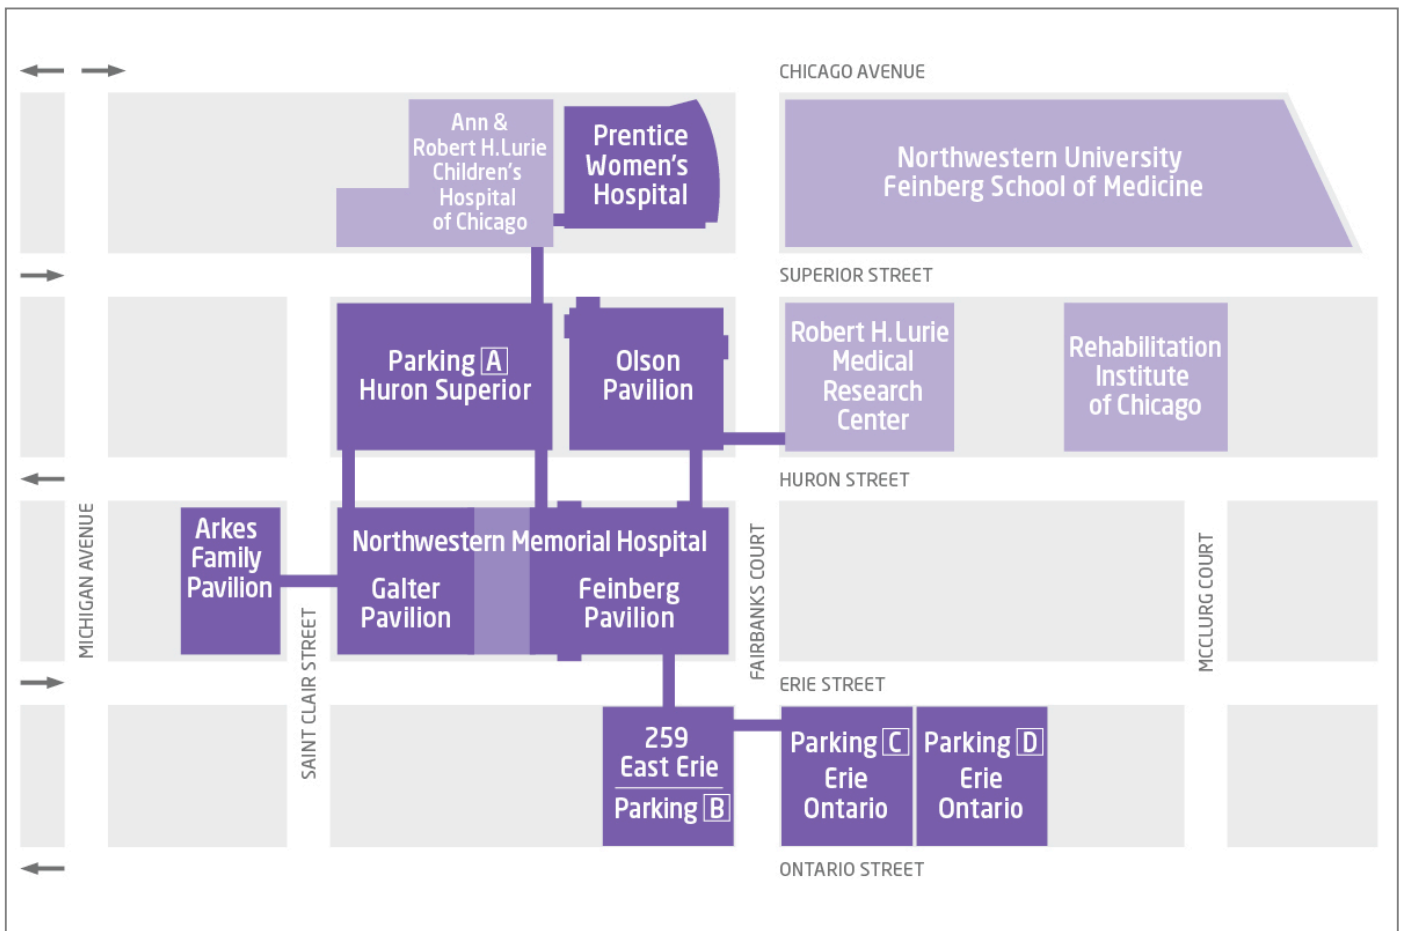 CHICAGO AVENUE
Ann &
Robert H.Lurie
Children's
Hospital
of Chicago
Prentice
Women's
Hospital
Northwestern University
Feinberg School of Medicine
SUPERIOR STREET
Parking A
Huron Superior
Olson
Pavilion
Robert H.Lurie
Medical
Research
Center
Rehabilitation
Institute
of Chicago
HURON STREET
MICHIGAN AVENUE
Arkes
Family
Pavilion
SAINT CLAIR STREET
Northwestern Memorial Hospital
Galter
Pavilion
Feinberg
Pavilion
FAIRBANKS COURT
MCCLURG COURT
ERIE STREET
259
East Erie
Parking B
Parking C
Erie
Ontario
Parking D
Erie
Ontario
ONTARIO STREET